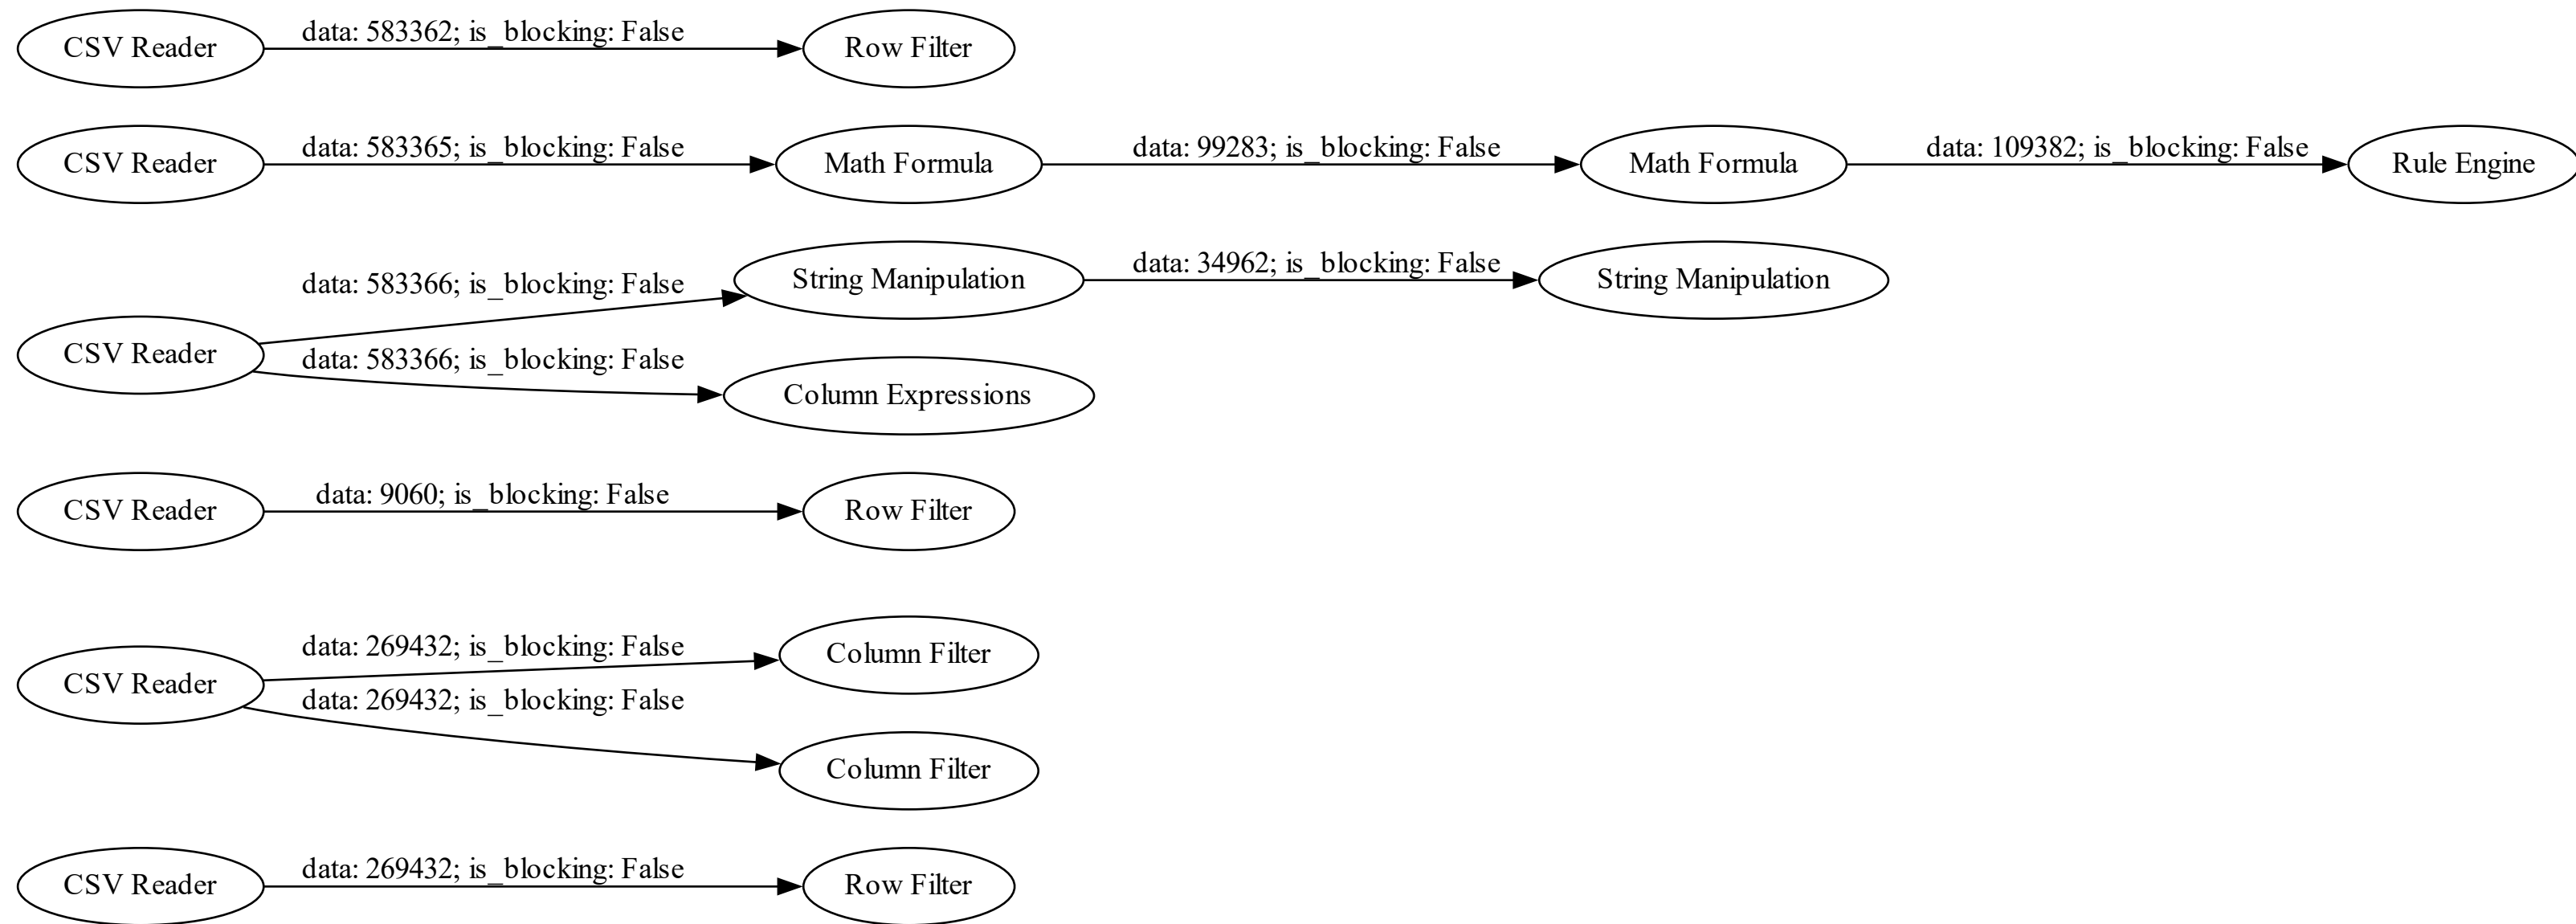 CSV Reader
data: 583362; is_blocking: False
Row Filter
CSV Reader
data: 583365; is_blocking: False
Math Formula
data: 99283; is_blocking: False
Math Formula
data: 109382; is_blocking: False
Rule Engine
CSV Reader
data: 583366; is_blocking: False
String Manipulation
data: 34962; is_blocking: False
String Manipulation
data: 583366; is_blocking: False
Column Expressions
CSV Reader
data: 9060; is_blocking: False
Row Filter
CSV Reader
data: 269432; is_blocking: False
Column Filter
data: 269432; is_blocking: False
Column Filter
CSV Reader
data: 269432; is_blocking: False
Row Filter